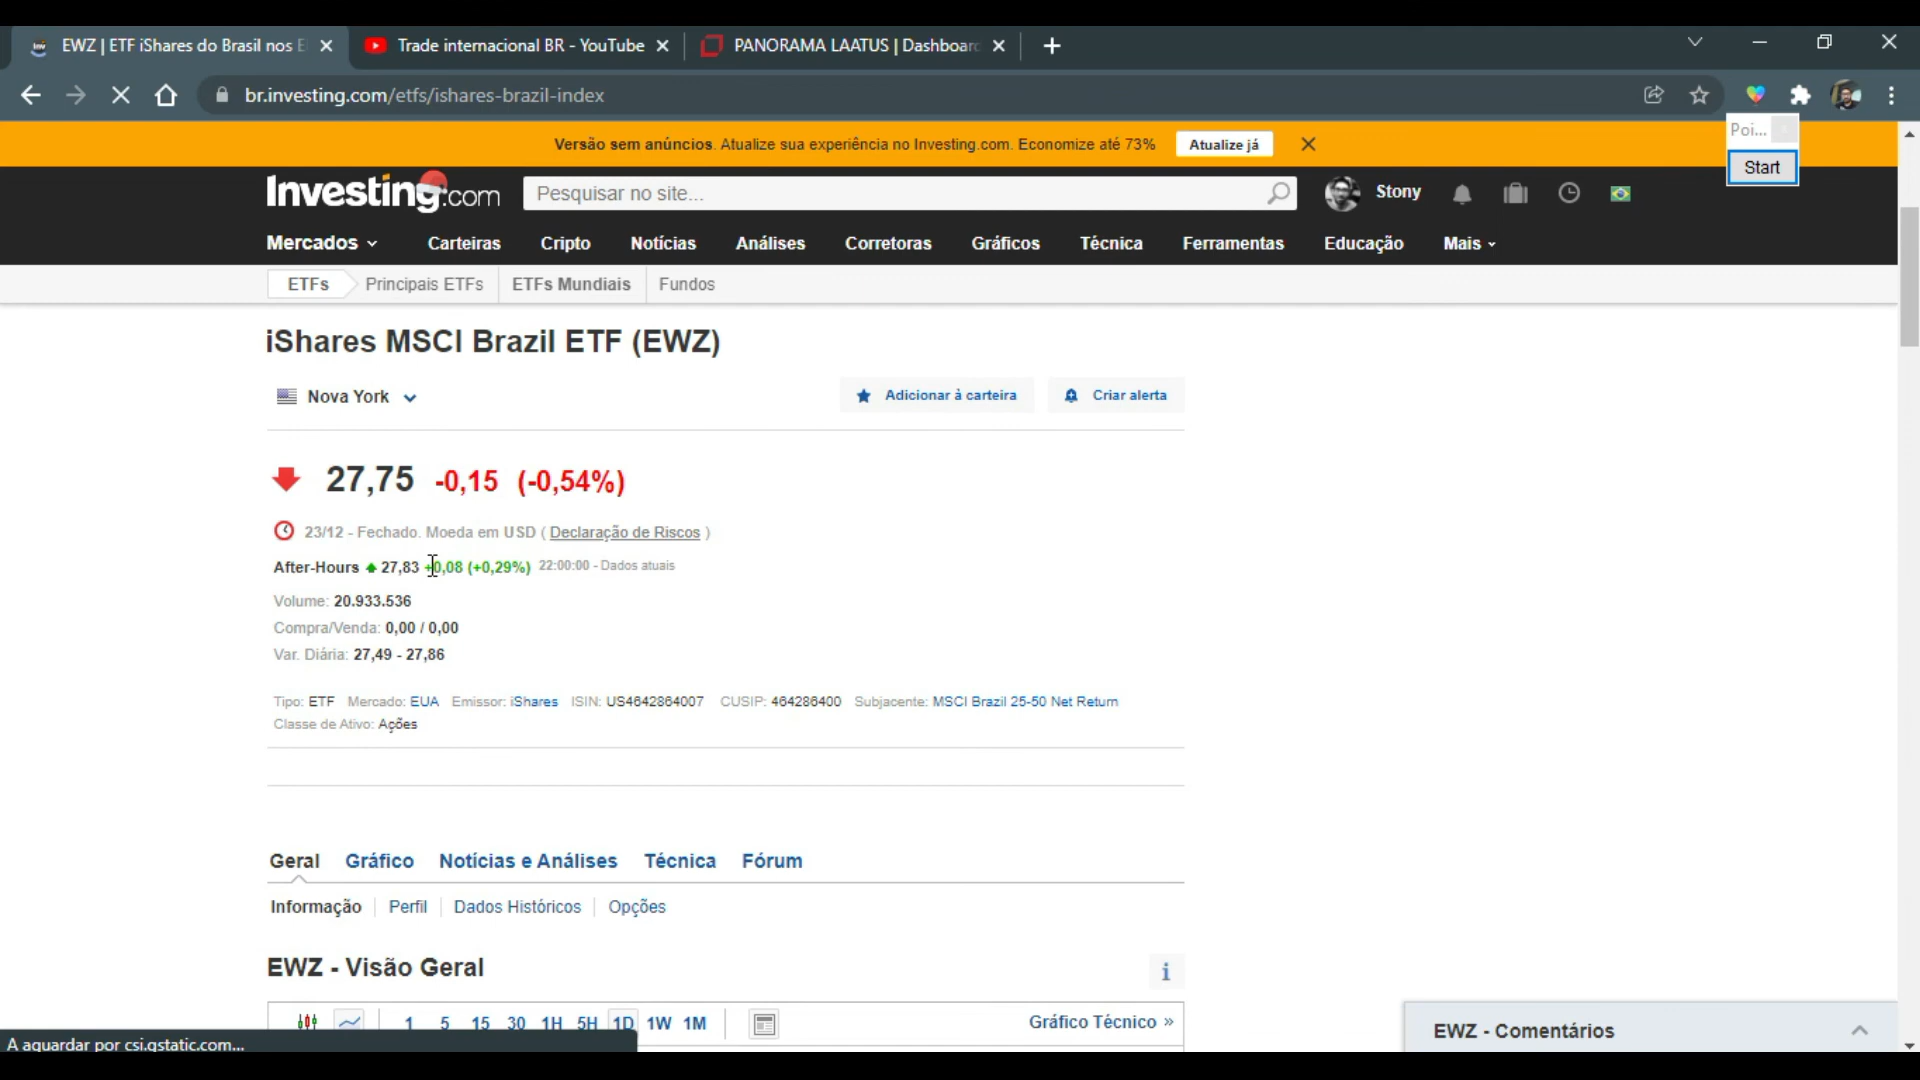 EWZ | ETF iShares do Brasil nos E
Trade internacional BR - YouTube
PANORAMA LAATUS | Dashboar
br.investing.com/etfs/ishares-brazil-index
Versão sem anúncios. Atualize sua experiência no Investing.com. Economize até 73%
Atualize já
Poi...
Start
Investing.com
Pesquisar no site...
Stony
Mercados
Carteiras
Cripto
Notícias
Análises
Corretoras
Gráficos
Técnica
Ferramentas
Educação
Mais
ETFs
Principais ETFs
ETFs Mundiais
Fundos
iShares MSCI Brazil ETF (EWZ)
Nova York
Adicionar à carteira
Criar alerta
27,75 -0,15 (-0,54%)
23/12 - Fechado. Moeda em USD ( Declaração de Riscos )
After-Hours 27,83 +0,08 (+0,29%) 22:00:00 - Dados atuais
Volume: 20.933.536
Compra/Venda: 0,00 / 0,00
Var. Diária: 27,49 - 27,86
Tipo: ETF Mercado: EUA Emissor: iShares ISIN: US4642864007 CUSIP: 464286400 Subjacente: MSCI Brazil 25-50 Net Return
Classe de Ativo: Ações
Geral
Gráfico
Notícias e Análises
Técnica
Fórum
Informação
Perfil
Dados Históricos
Opções
EWZ - Visão Geral
i
1 5 15 30 1H 5H 1D 1W 1M
Gráfico Técnico »
EWZ - Comentários
A aguardar por csi.gstatic.com...